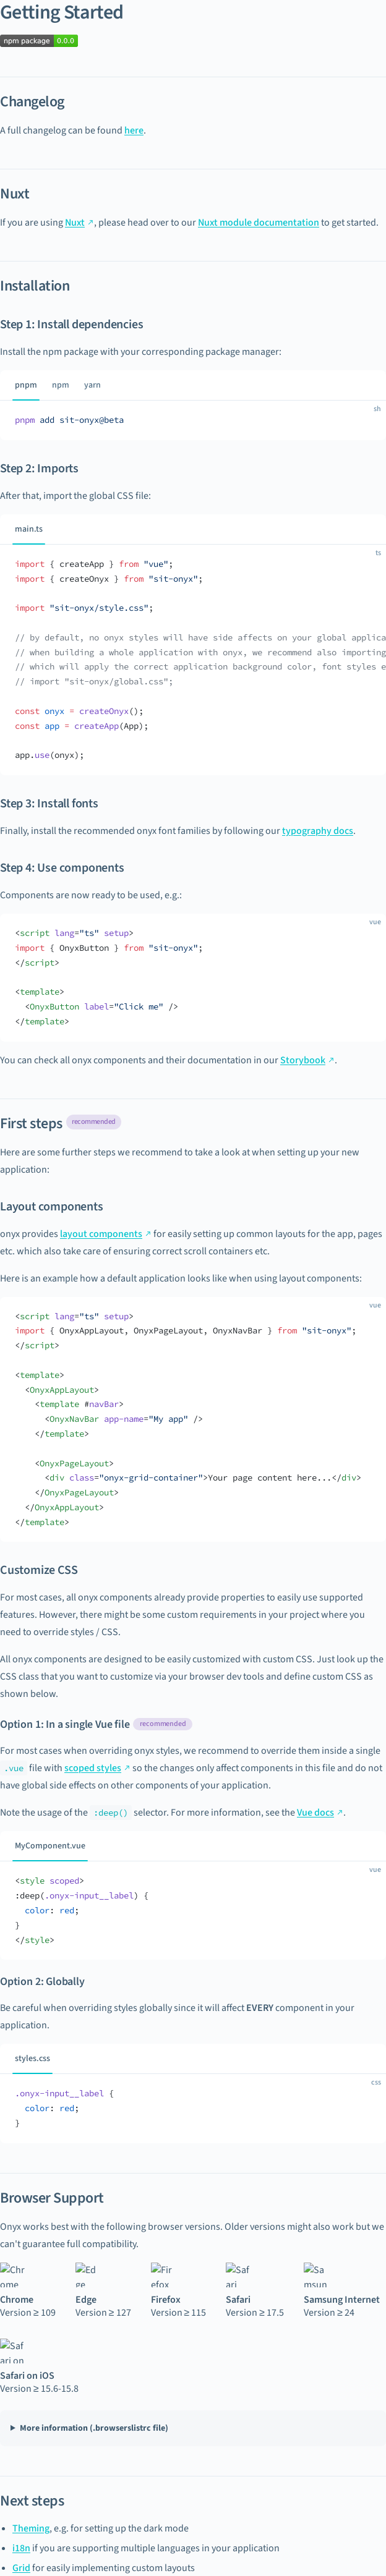 Getting Started
npm package 0.0.0
Changelog
A full changelog can be found here.
Nuxt
If you are using Nuxt ↗, please head over to our Nuxt module documentation to get started.
Installation
Step 1: Install dependencies
Install the npm package with your corresponding package manager:
pnpm npm yarn
sh
pnpm add sit-onyx@beta
Step 2: Imports
After that, import the global CSS file:
main.ts
ts
import { createApp } from "vue";
import { createOnyx } from "sit-onyx";
import "sit-onyx/style.css";
// by default, no onyx styles will have side affects on your global applica
// when building a whole application with onyx, we recommend also importing
// which will apply the correct application background color, font styles e
// import "sit-onyx/global.css";
const onyx = createOnyx();
const app = createApp(App);
app.use(onyx);
Step 3: Install fonts
Finally, install the recommended onyx font families by following our typography docs.
Step 4: Use components
Components are now ready to be used, e.g.:
vue
<script lang="ts" setup>
import { OnyxButton } from "sit-onyx";
</script>
<template>
<OnyxButton label="Click me" />
</template>
You can check all onyx components and their documentation in our Storybook ↗.
First steps recommended
Here are some further steps we recommend to take a look at when setting up your new
application:
Layout components
onyx provides layout components ↗ for easily setting up common layouts for the app, pages
etc. which also take care of ensuring correct scroll containers etc.
Here is an example how a default application looks like when using layout components:
vue
<script lang="ts" setup>
import { OnyxAppLayout, OnyxPageLayout, OnyxNavBar } from "sit-onyx";
</script>
<template>
<OnyxAppLayout>
<template #navBar>
<OnyxNavBar app-name="My app" />
</template>
<OnyxPageLayout>
<div class="onyx-grid-container">Your page content here...</div>
</OnyxPageLayout>
</OnyxAppLayout>
</template>
Customize CSS
For most cases, all onyx components already provide properties to easily use supported
features. However, there might be some custom requirements in your project where you
need to override styles / CSS.
All onyx components are designed to be easily customized with custom CSS. Just look up the
CSS class that you want to customize via your browser dev tools and define custom CSS as
shown below.
Option 1: In a single Vue file recommended
For most cases when overriding onyx styles, we recommend to override them inside a single
.vue file with scoped styles ↗ so the changes only affect components in this file and do not
have global side effects on other components of your application.
Note the usage of the :deep() selector. For more information, see the Vue docs ↗.
MyComponent.vue
vue
<style scoped>
:deep(.onyx-input__label) {
color: red;
}
</style>
Option 2: Globally
Be careful when overriding styles globally since it will affect EVERY component in your
application.
styles.css
css
.onyx-input__label {
color: red;
}
Browser Support
Onyx works best with the following browser versions. Older versions might also work but we
can't guarantee full compatibility.
Chrome Edge Firefox Safari Samsun
Chrome Edge Firefox Safari Samsung Internet
Version ≥ 109 Version ≥ 127 Version ≥ 115 Version ≥ 17.5 Version ≥ 24
Safari on
Safari on iOS
Version ≥ 15.6-15.8
More information (.browserslistrc file)
Next steps
• Theming, e.g. for setting up the dark mode
• i18n if you are supporting multiple languages in your application
• Grid for easily implementing custom layouts